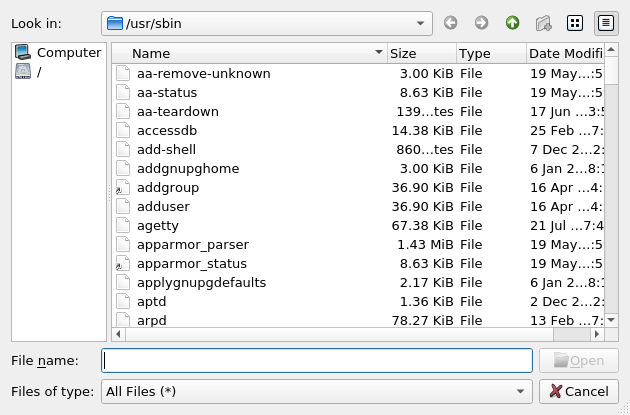 Look in: /usr/sbin
Computer
/
Name Size Type Date Modifi
aa-remove-unknown 3.00 KiB File 19 May...:5
aa-status 8.63 KiB File 19 May...:5
aa-teardown 139...tes File 17 Jun ...3:5
accessdb 14.38 KiB File 25 Feb ...7:
add-shell 860...tes File 7 Dec 2...2:
addgnupghome 3.00 KiB File 6 Jan 2...8:1
addgroup 36.90 KiB File 16 Apr ...4:
adduser 36.90 KiB File 16 Apr ...4:
agetty 67.38 KiB File 21 Jul ...7:4
apparmor_parser 1.43 MiB File 19 May...:5
apparmor_status 8.63 KiB File 19 May...:5
applygnupgdefaults 2.17 KiB File 6 Jan 2...8:1
aptd 1.36 KiB File 2 Dec 2...2:
arpd 78.27 KiB File 13 Feb ...7:
File name: Open
Files of type: All Files (*) Cancel